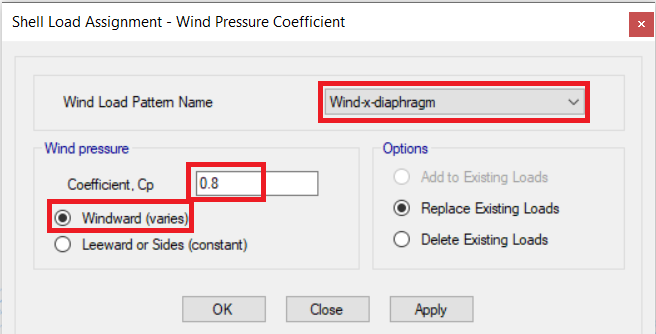 Shell Load Assignment - Wind Pressure Coefficient
Wind Load Pattern Name
Wind-x-diaphragm
Wind pressure
Coefficient, Cp
0.8
Windward (varies)
Leeward or Sides (constant)
Options
Add to Existing Loads
Replace Existing Loads
Delete Existing Loads
OK
Close
Apply